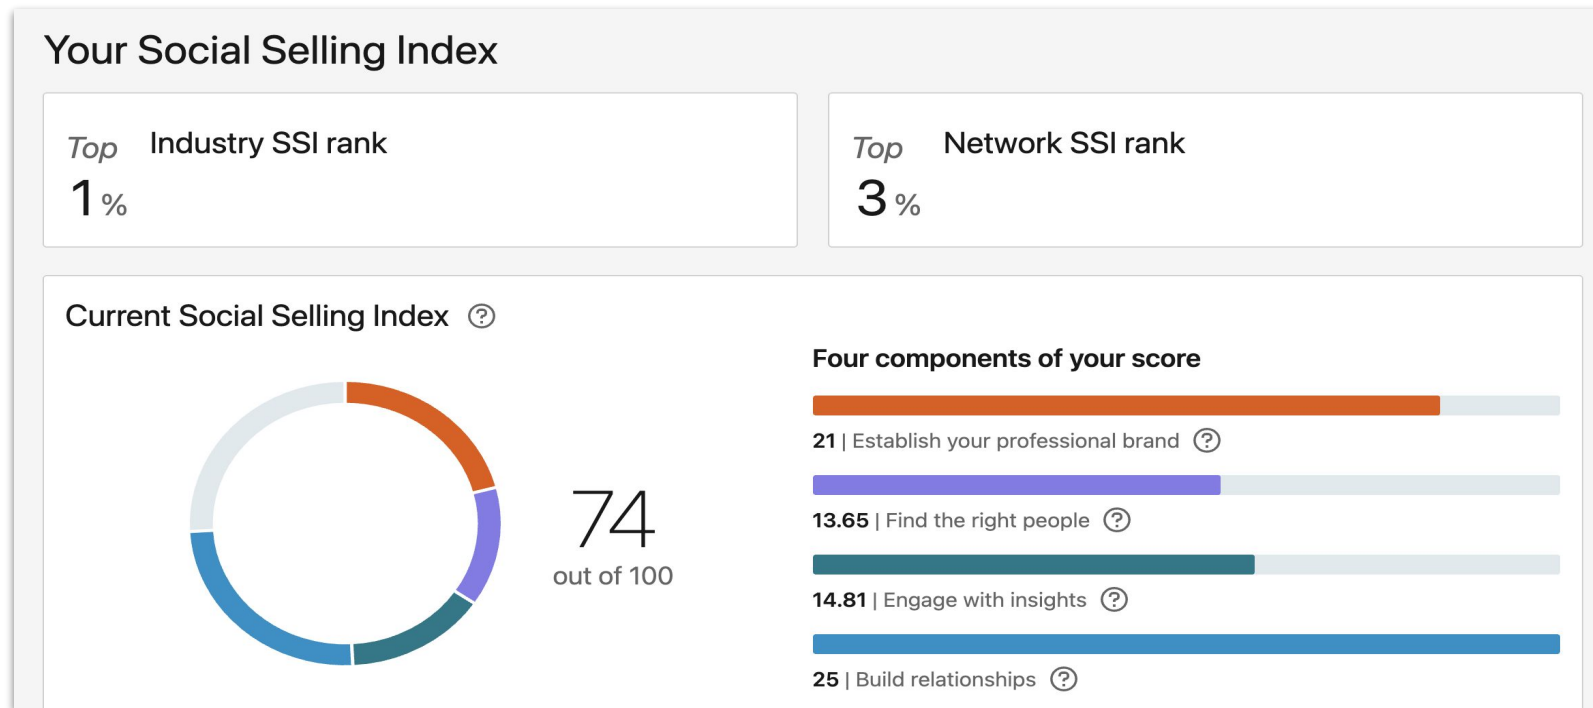 Your Social Selling Index
Top Industry SSI rank
1 %
Top Network SSI rank
3 %
Current Social Selling Index ?
74
out of 100
Four components of your score
21 | Establish your professional brand ?
13.65 | Find the right people ?
14.81 | Engage with insights ?
25 | Build relationships ?